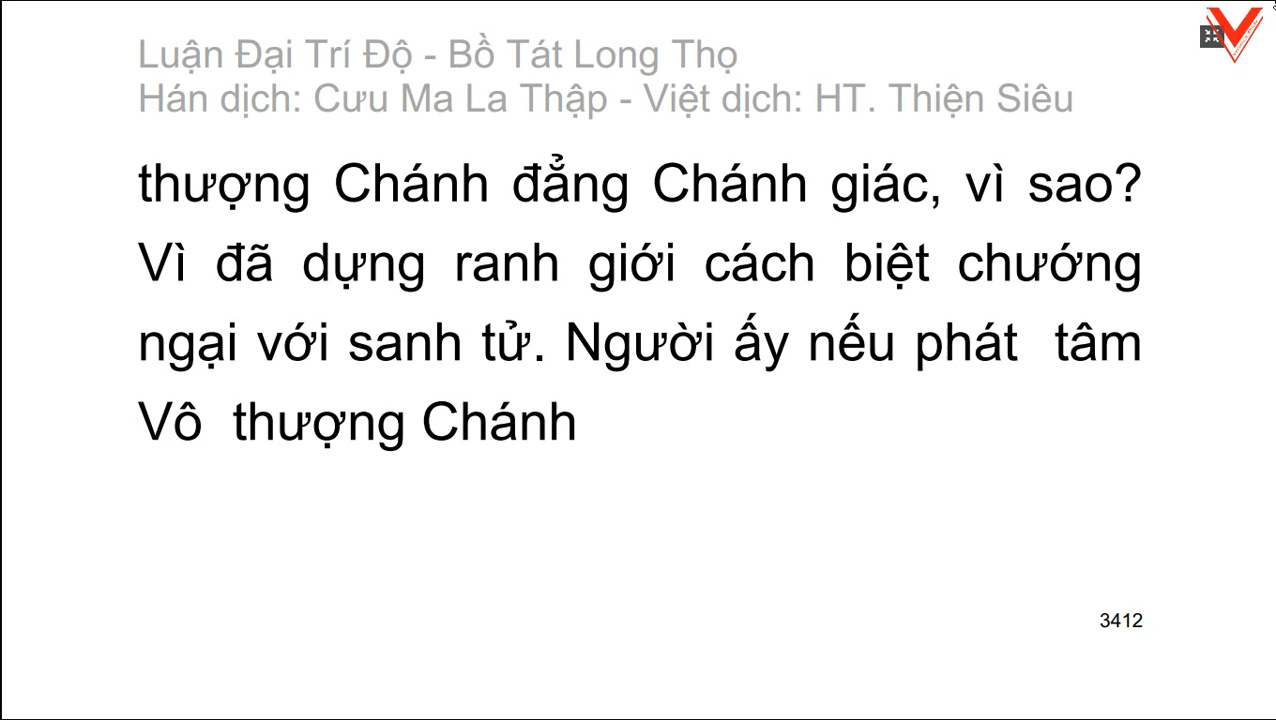 Luận Đại Trí Độ - Bồ Tát Long Thọ
Hán dịch: Cưu Ma La Thập - Việt dịch: HT. Thiện Siêu
thượng Chánh đẳng Chánh giác, vì sao?
Vì đã dựng ranh giới cách biệt chướng
ngại với sanh tử. Người ấy nếu phát tâm
Vô thượng Chánh
3412